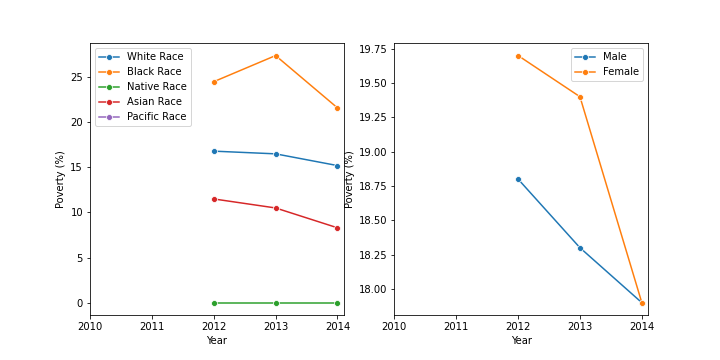 White Race
Black Race
Native Race
Asian Race
Pacific Race
25
20
15
10
5
0
Poverty (%)
2010 2011 2012 2013 2014
Year
Male
Female
19.75
19.50
19.25
19.00
18.75
18.50
18.25
18.00
Poverty (%)
2010 2011 2012 2013 2014
Year